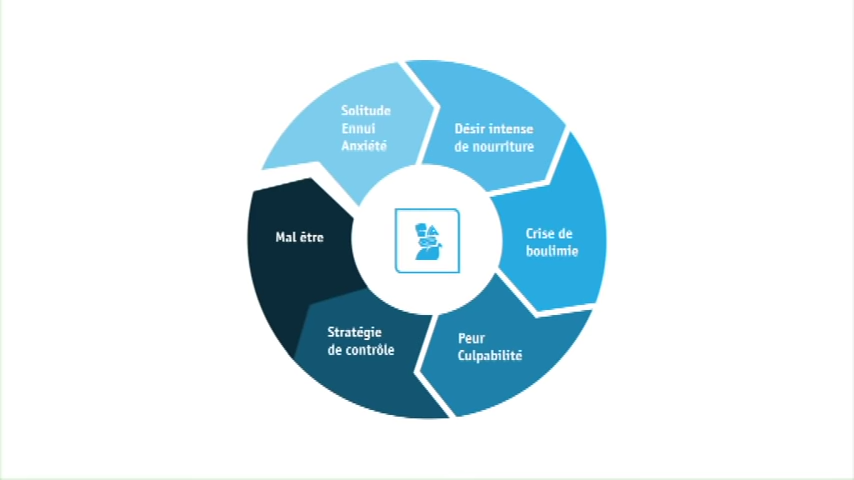 Solitude
Ennui
Anxiété
Désir intense
de nourriture
Crise de
boulimie
Peur
Culpabilité
Stratégie
de contrôle
Mal être